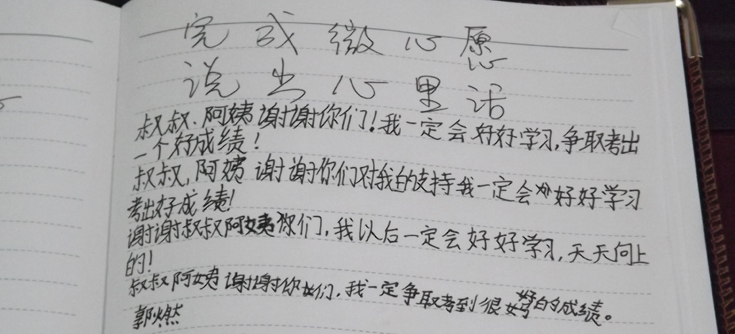 完成微心愿
说出心里话
叔叔、阿姨谢谢你们！我一定会好好学习，争取考出
一个好成绩！
叔叔，阿姨谢谢你们对我的支持我一定会好好学习
考出好成绩！
谢谢叔叔阿姨你们，我以后一定会好好学习，天天向上
的！
叔叔阿姨谢谢你们，我一定争取考到很好的成绩。
郭燃